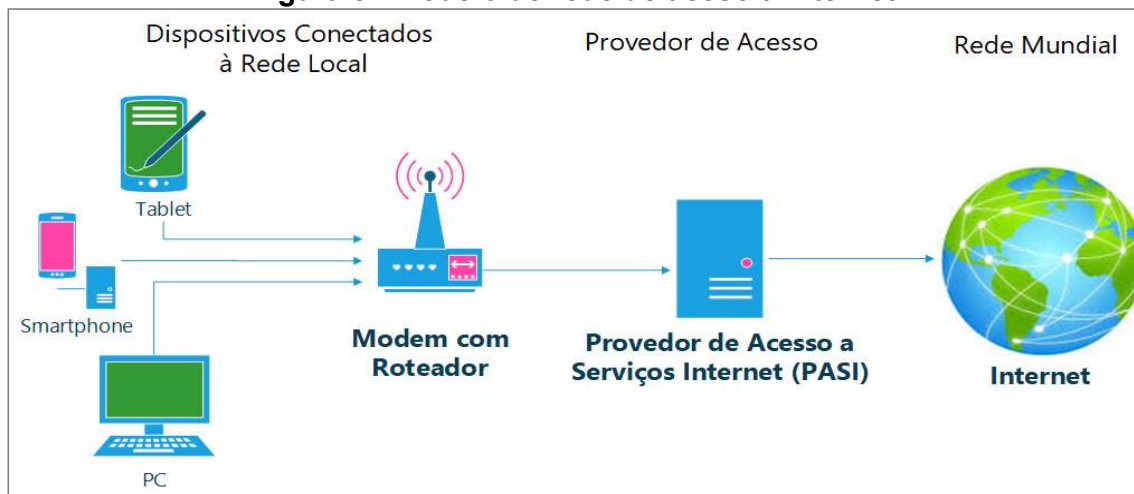 Dispositivos Conectados
à Rede Local
Provedor de Acesso
Rede Mundial
Tablet
Smartphone
PC
Modem com
Roteador
Provedor de Acesso a
Serviços Internet (PASI)
Internet